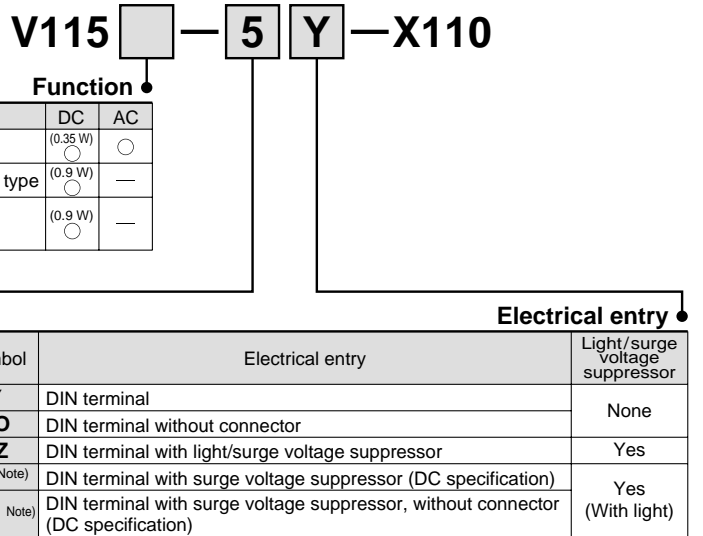 V115 — 5 Y — X110
Function
DC AC
(0.35 W) ○ ○
type (0.9 W) ○ —
(0.9 W) ○ —
Electrical entry
Electrical entry Light/surge voltage suppressor
DIN terminal None
O DIN terminal without connector
Z DIN terminal with light/surge voltage suppressor Yes
Note) DIN terminal with surge voltage suppressor (DC specification) Yes (With light)
Note) DIN terminal with surge voltage suppressor, without connector
(DC specification)